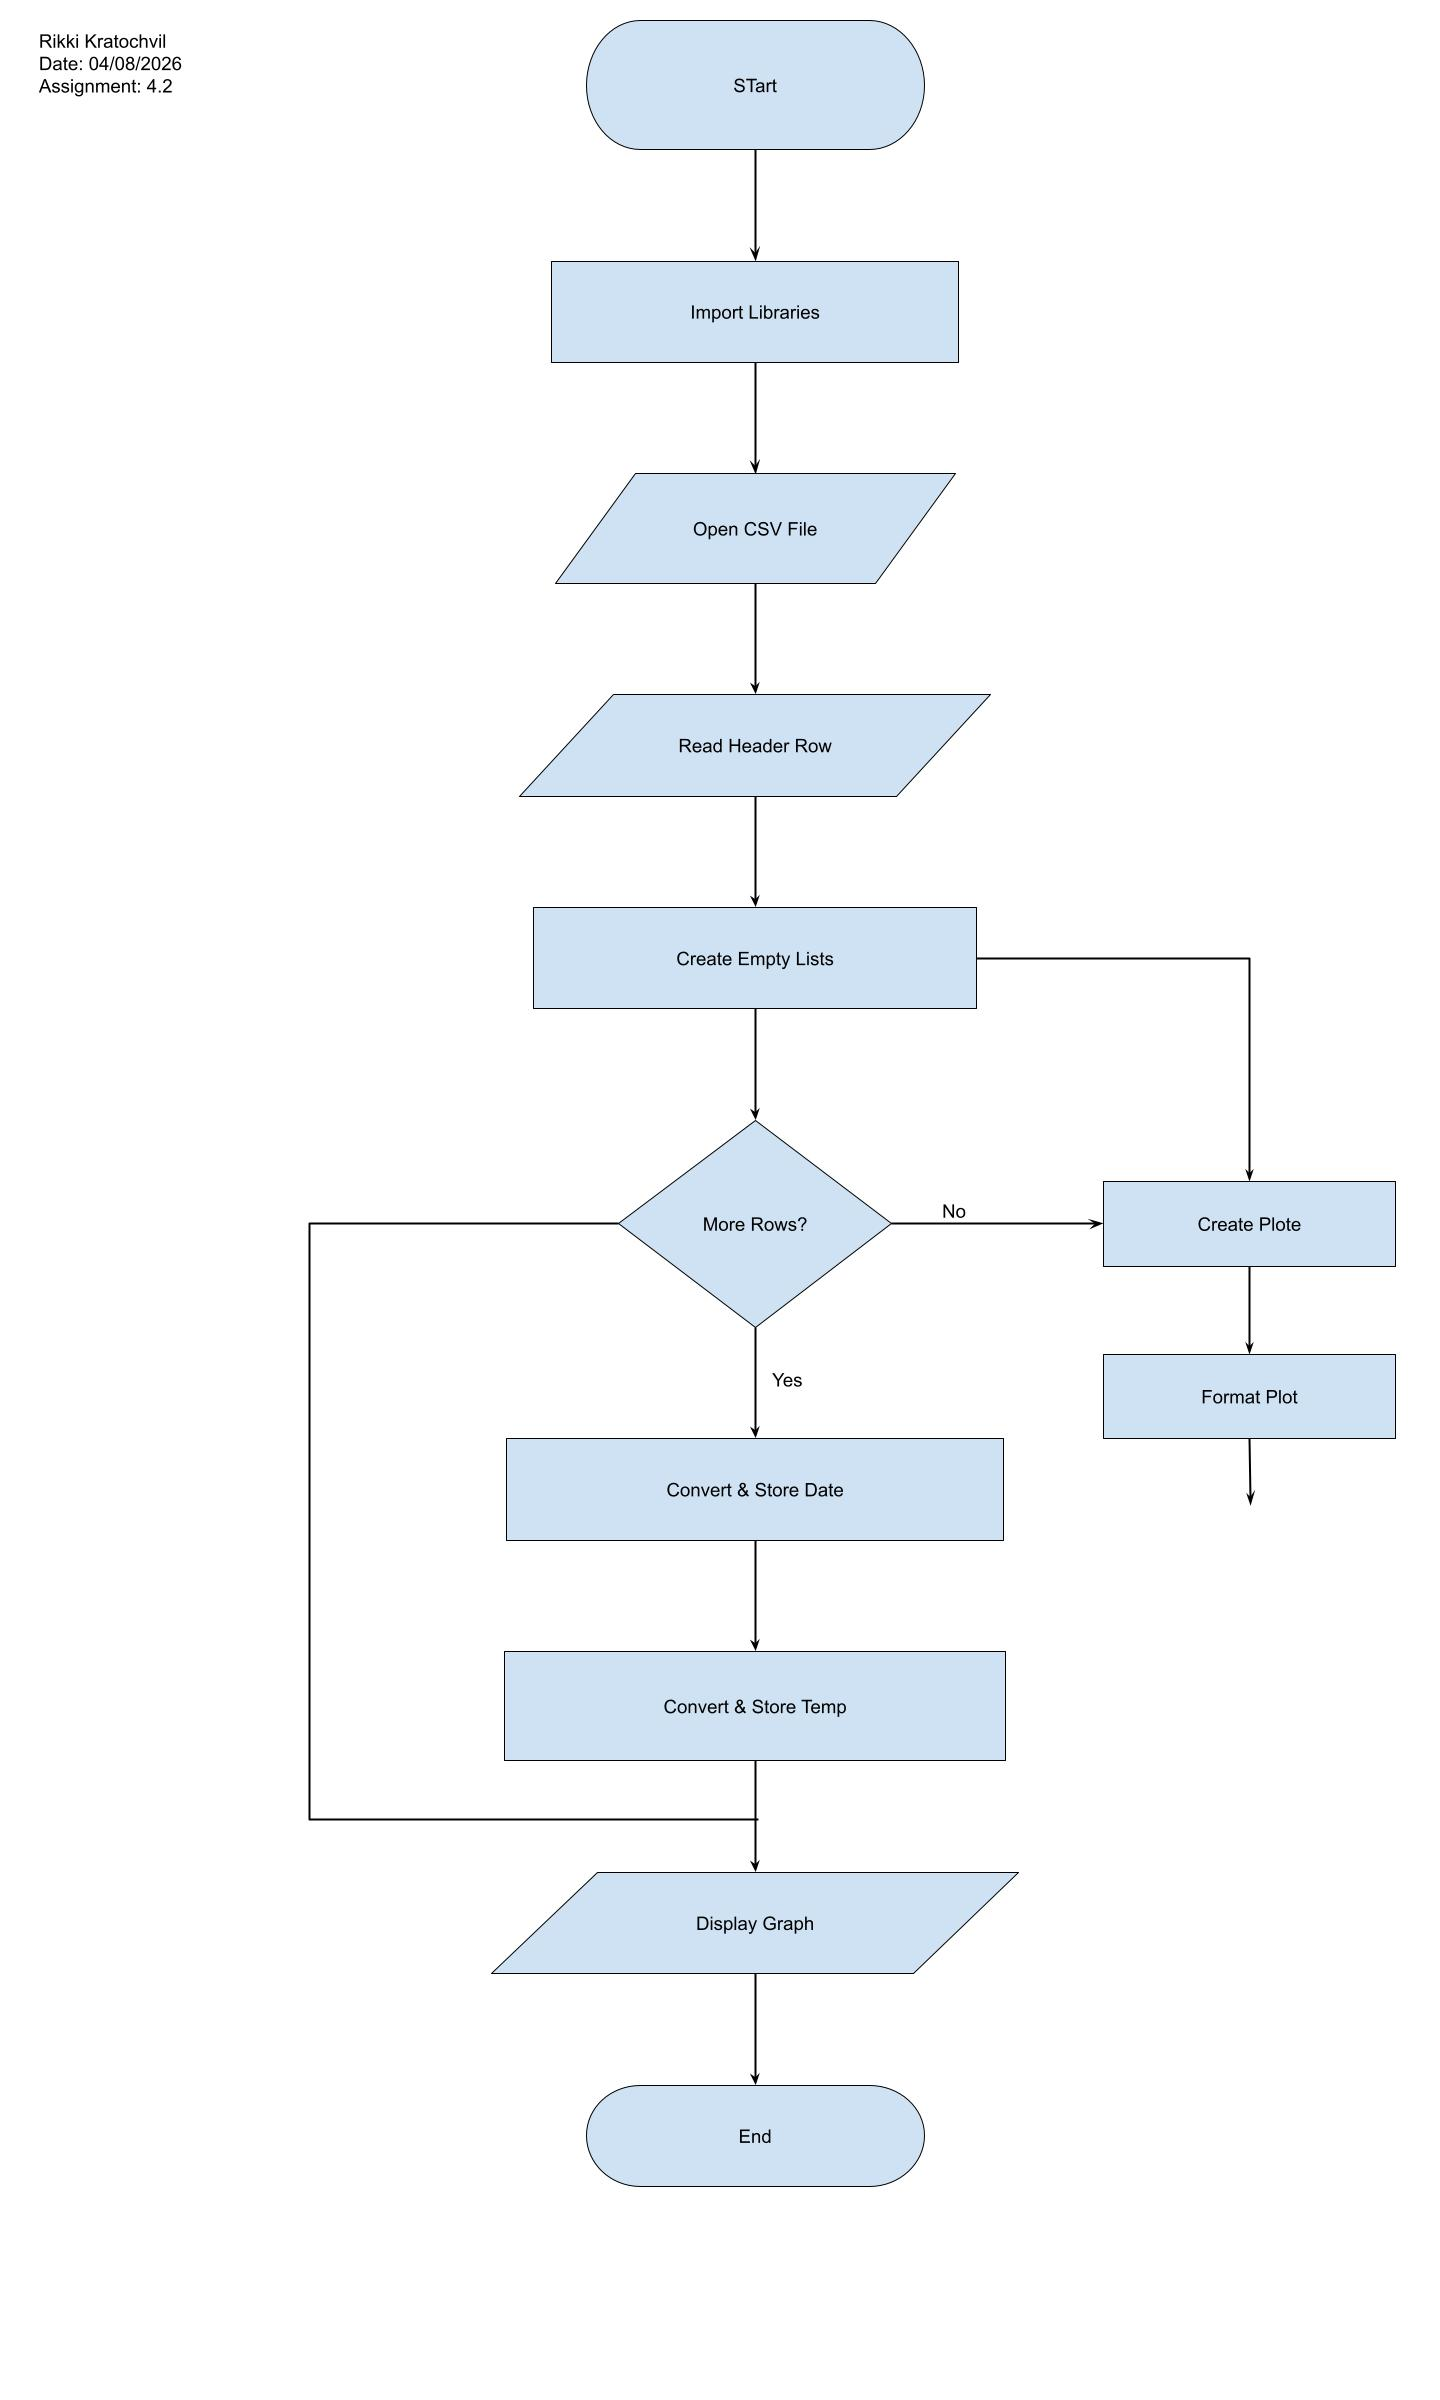 Rikki Kratochvil
Date: 04/08/2026
Assignment: 4.2
STart
Import Libraries
Open CSV File
Read Header Row
Create Empty Lists
More Rows?
No
Create Plote
Yes
Format Plot
Convert & Store Date
Convert & Store Temp
Display Graph
End